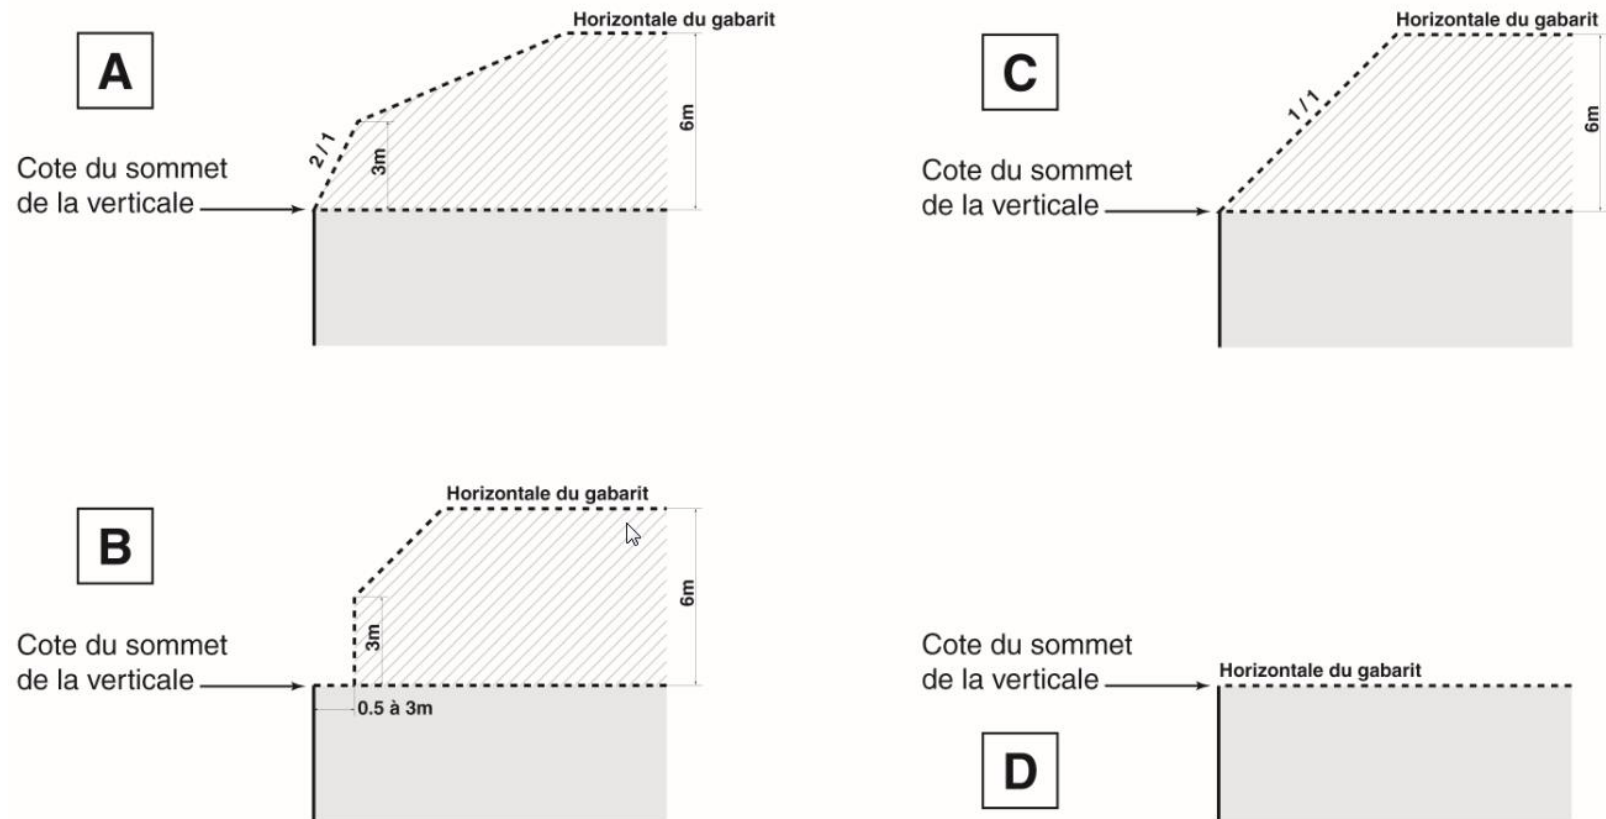 A
Horizontale du gabarit
2 / 1
3m
6m
Cote du sommet
de la verticale
C
Horizontale du gabarit
1 / 1
6m
Cote du sommet
de la verticale
B
Horizontale du gabarit
3m
6m
Cote du sommet
de la verticale
0.5 à 3m
Cote du sommet
de la verticale
Horizontale du gabarit
D